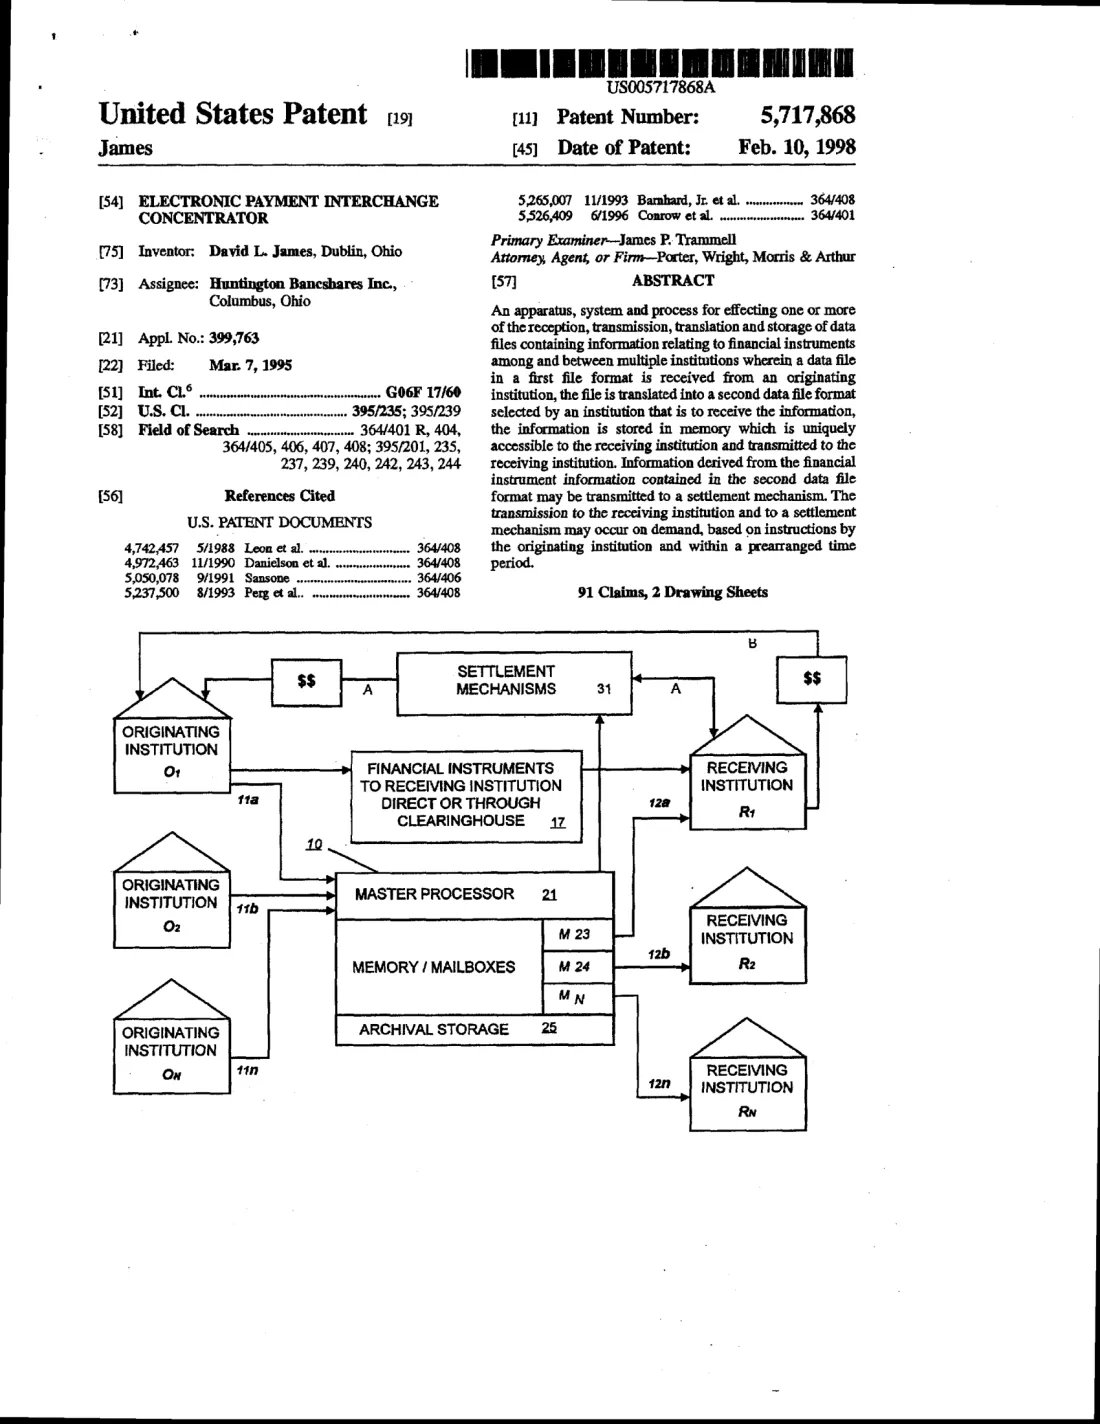 US005717868A
United States Patent [19]
James
[11] Patent Number: 5,717,868
[45] Date of Patent: Feb. 10, 1998
[54] ELECTRONIC PAYMENT INTERCHANGE
CONCENTRATOR
[75] Inventor: David L. James, Dublin, Ohio
[73] Assignee: Huntington Bancshares Inc.,
Columbus, Ohio
[21] Appl. No.: 399,763
[22] Filed: Mar. 7, 1995
[51] Int. Cl.6 .................................................... G06F 17/60
[52] U.S. Cl. ........................................... 395/235; 395/239
[58] Field of Search .............................. 364/401 R, 404,
364/405, 406, 407, 408; 395/201, 235,
237, 239, 240, 242, 243, 244
[56] References Cited
U.S. PATENT DOCUMENTS
4,742,457 5/1988 Leon et al. ............................. 364/408
4,972,463 11/1990 Danielson et al. ...................... 364/408
5,050,078 9/1991 Sansone ................................. 364/406
5,237,500 8/1993 Perg et al.. ............................ 364/408
5,265,007 11/1993 Barnhard, Jr. et al. ................. 364/408
5,526,409 6/1996 Conrow et al. ......................... 364/401
Primary Examiner—James P. Trammell
Attorney, Agent, or Firm—Porter, Wright, Morris & Arthur
[57] ABSTRACT
An apparatus, system and process for effecting one or more
of the reception, transmission, translation and storage of data
files containing information relating to financial instruments
among and between multiple institutions wherein a data file
in a first file format is received from an originating
institution, the file is translated into a second data file format
selected by an institution that is to receive the information,
the information is stored in memory which is uniquely
accessible to the receiving institution and transmitted to the
receiving institution. Information derived from the financial
instrument information contained in the second data file
format may be transmitted to a settlement mechanism. The
transmission to the receiving institution and to a settlement
mechanism may occur on demand, based on instructions by
the originating institution and within a prearranged time
period.
91 Claims, 2 Drawing Sheets
B
$$
A
SETTLEMENT
MECHANISMS 31
A
$$
ORIGINATING
INSTITUTION
O1
11a
FINANCIAL INSTRUMENTS
TO RECEIVING INSTITUTION
DIRECT OR THROUGH
CLEARINGHOUSE 17
RECEIVING
INSTITUTION
R1
12a
10
ORIGINATING
INSTITUTION
O2
11b
MASTER PROCESSOR 21
M 23
MEMORY / MAILBOXES
M 24
M N
ARCHIVAL STORAGE 25
12b
RECEIVING
INSTITUTION
R2
ORIGINATING
INSTITUTION
ON
11n
12n
RECEIVING
INSTITUTION
RN